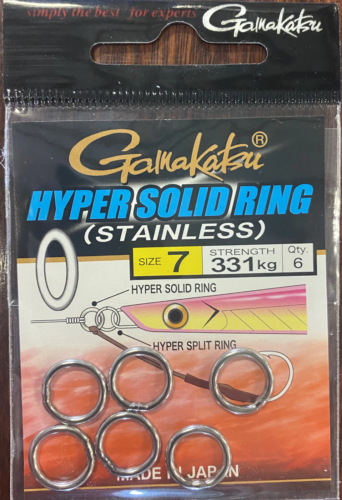 simply the best for experts Gamakatsu
Gamakatsu®
HYPER SOLID RING
(STAINLESS)
SIZE 7 STRENGTH 331kg Qty. 6
HYPER SOLID RING
HYPER SPLIT RING
MADE IN JAPAN